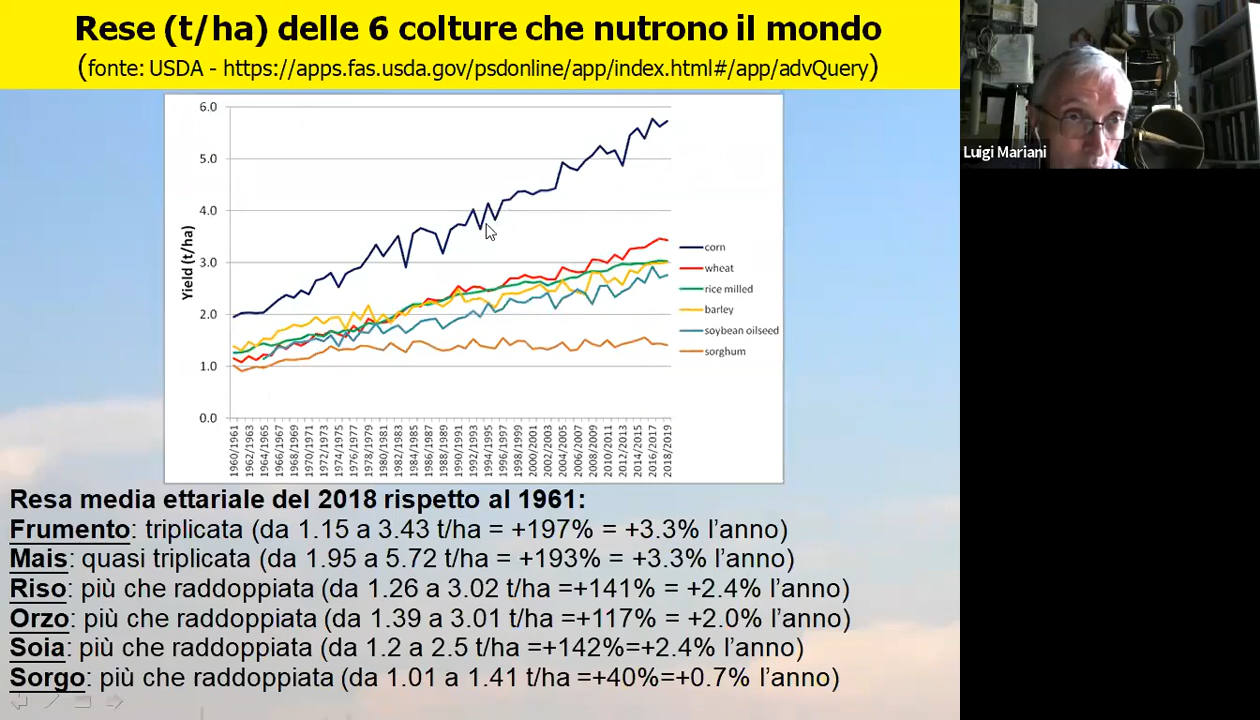 Rese (t/ha) delle 6 colture che nutrono il mondo
(fonte: USDA - https://apps.fas.usda.gov/psdonline/app/index.html#/app/advQuery)
Luigi Mariani
6.0
5.0
4.0
3.0
2.0
1.0
0.0
Yield (t/ha)
corn
wheat
rice milled
barley
soybean oilseed
sorghum
1960/1961
1962/1963
1964/1965
1966/1967
1968/1969
1970/1971
1972/1973
1974/1975
1976/1977
1978/1979
1980/1981
1982/1983
1984/1985
1986/1987
1988/1989
1990/1991
1992/1993
1994/1995
1996/1997
1998/1999
2000/2001
2002/2003
2004/2005
2006/2007
2008/2009
2010/2011
2012/2013
2014/2015
2016/2017
2018/2019
Resa media ettariale del 2018 rispetto al 1961:
Frumento: triplicata (da 1.15 a 3.43 t/ha = +197% = +3.3% l’anno)
Mais: quasi triplicata (da 1.95 a 5.72 t/ha = +193% = +3.3% l’anno)
Riso: più che raddoppiata (da 1.26 a 3.02 t/ha =+141% = +2.4% l’anno)
Orzo: più che raddoppiata (da 1.39 a 3.01 t/ha =+117% = +2.0% l’anno)
Soia: più che raddoppiata (da 1.2 a 2.5 t/ha =+142%=+2.4% l’anno)
Sorgo: più che raddoppiata (da 1.01 a 1.41 t/ha =+40%=+0.7% l’anno)